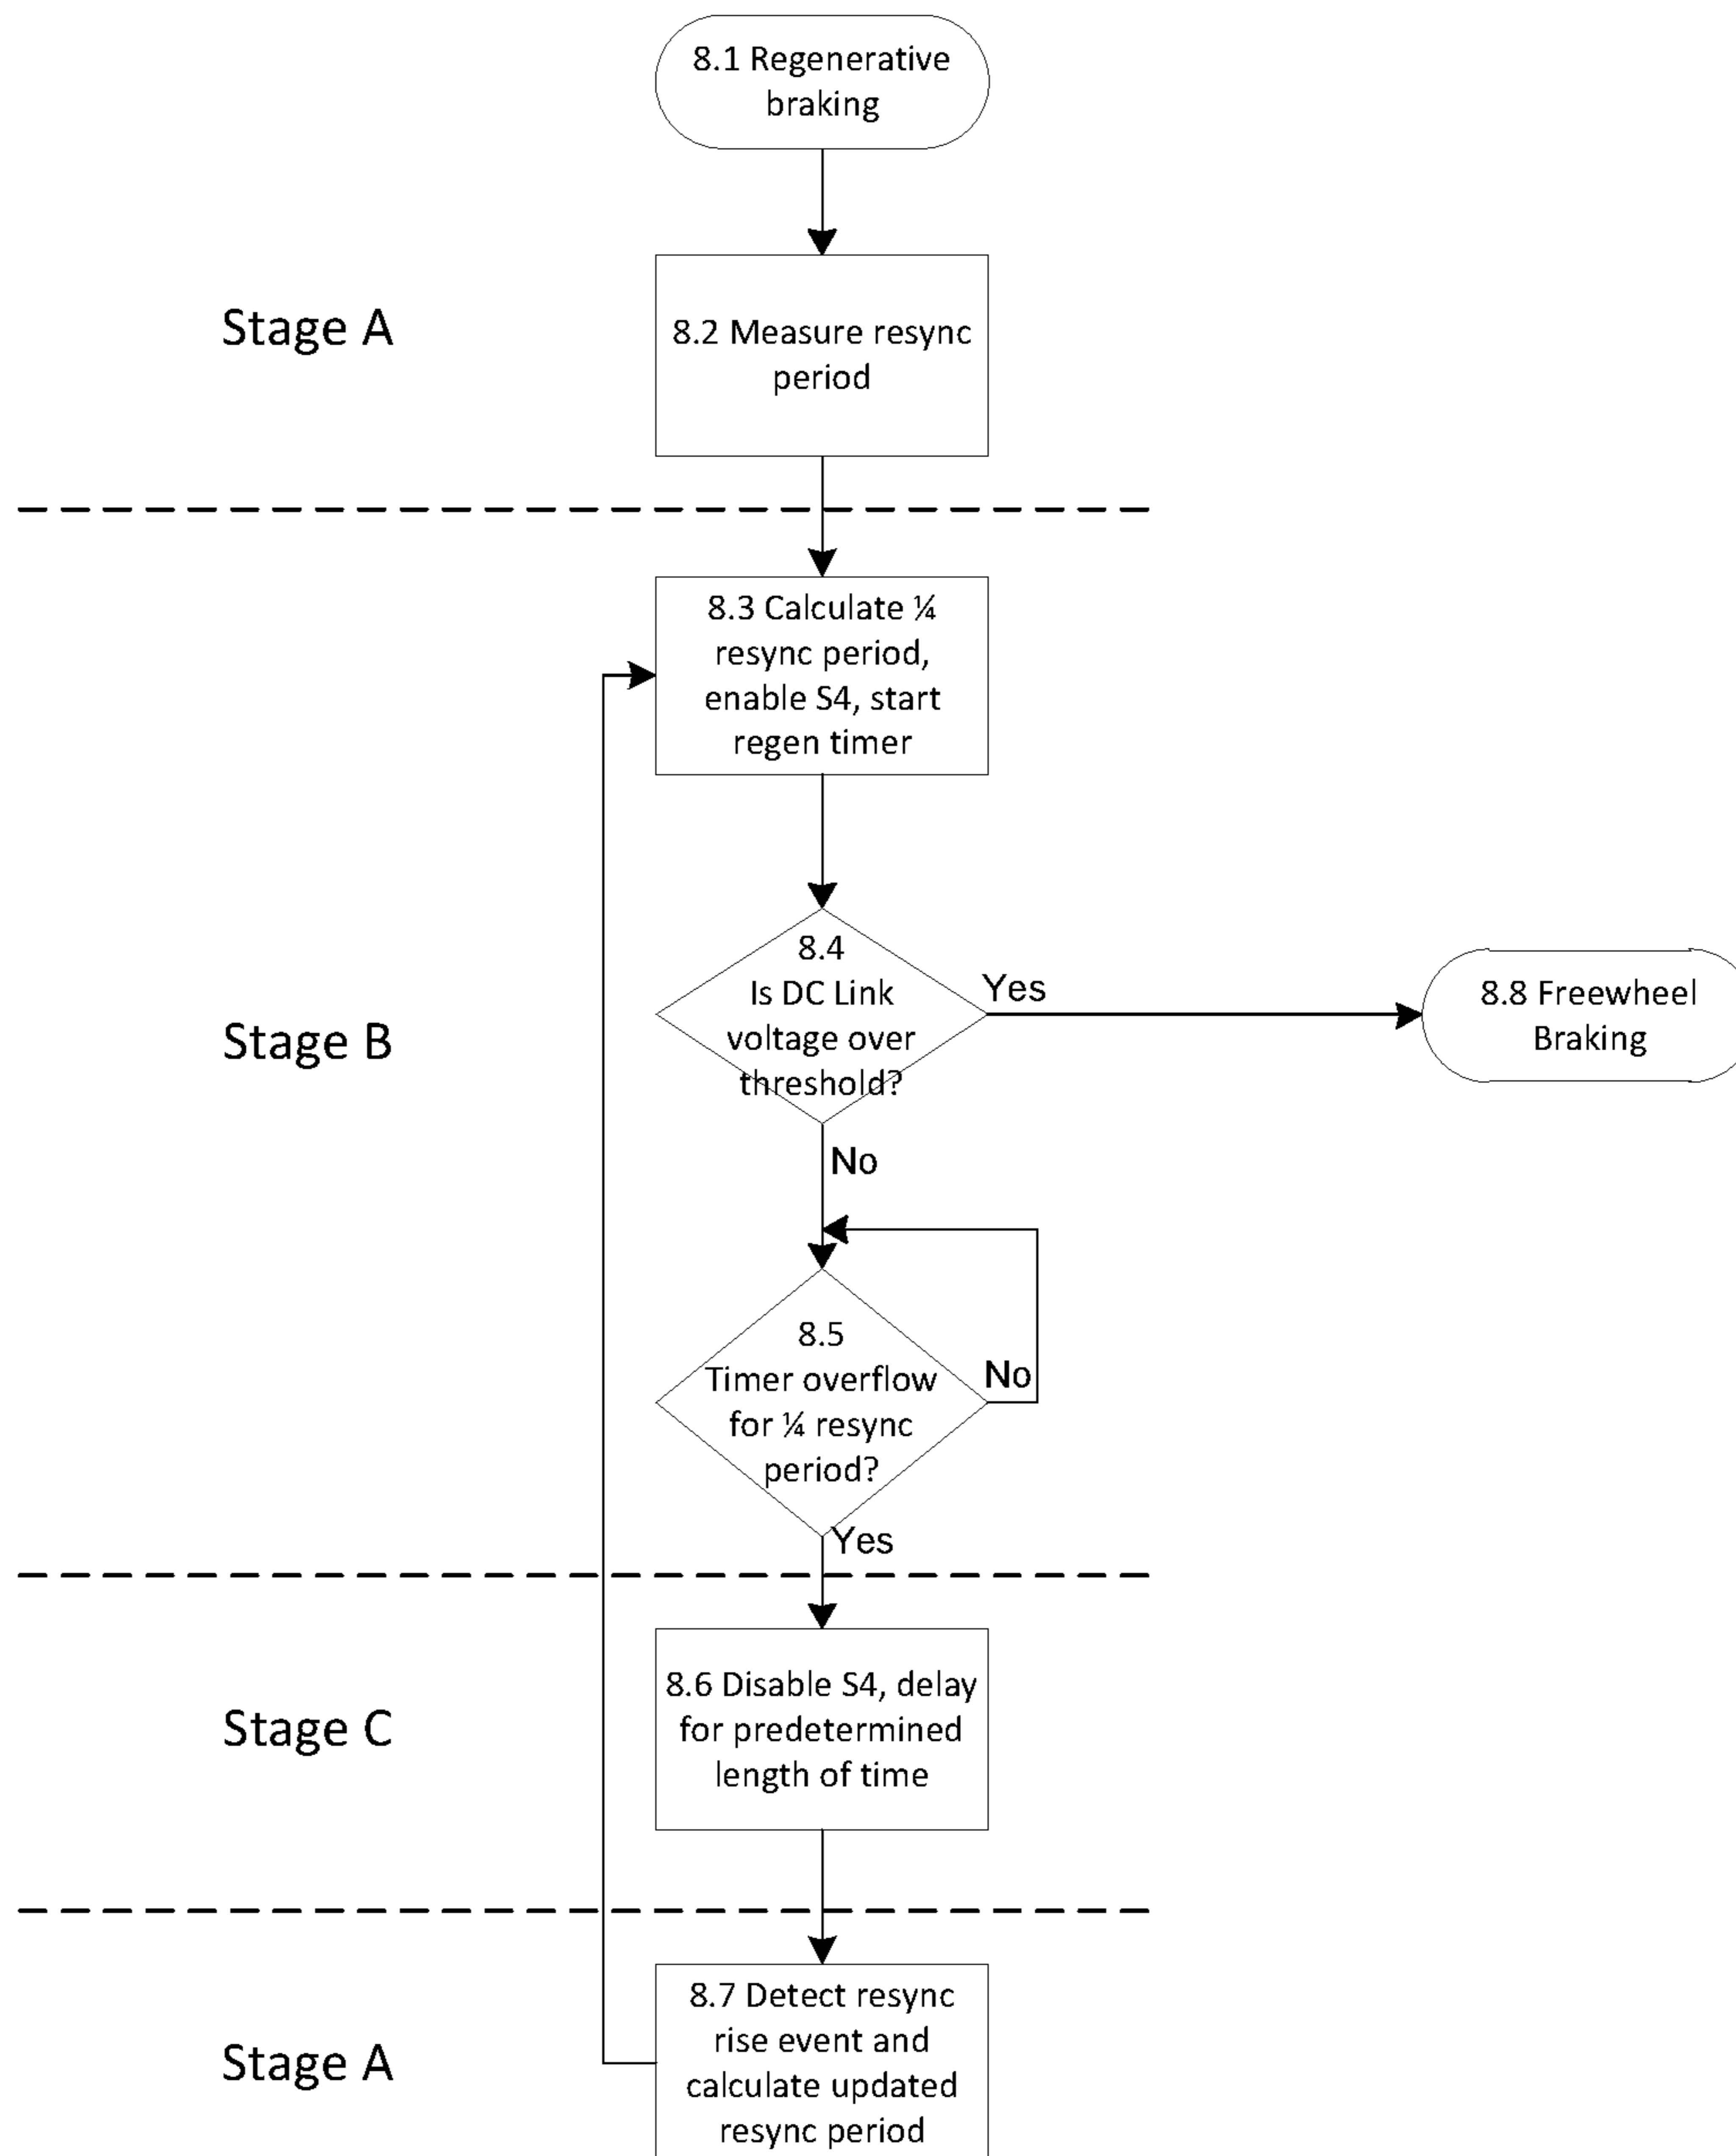 8.1 Regenerative
braking
Stage A
8.2 Measure resync
period
8.3 Calculate ¼
resync period,
enable S4, start
regen timer
Stage B
8.4
Is DC Link
voltage over
threshold?
Yes
8.8 Freewheel
Braking
No
8.5
Timer overflow
for ¼ resync
period?
No
Yes
Stage C
8.6 Disable S4, delay
for predetermined
length of time
Stage A
8.7 Detect resync
rise event and
calculate updated
resync period